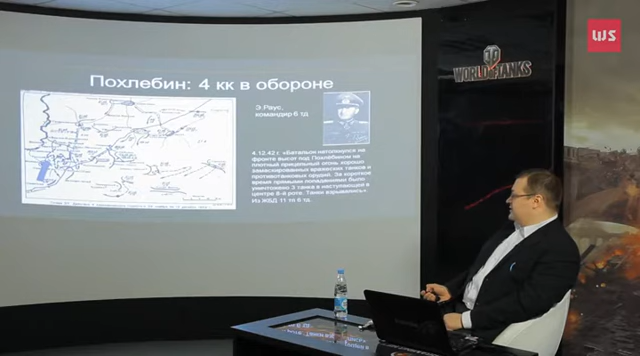 WS
WORLD OF TANKS
Похлебин: 4 кк в обороне
Э.Раус,
командир 6 тд
4.12.42 г. «Батальон натолкнулся на
фронте высот под Похлебиным на
плотный прицельный огонь хорошо
замаскированных вражеских танков и
противотанковых орудий. За короткое
время прямыми попаданиями было
уничтожено 3 танка в наступающей в
центре 8-й роте. Танки взрывались»
Из ЖБД 11 тп 6 тд.